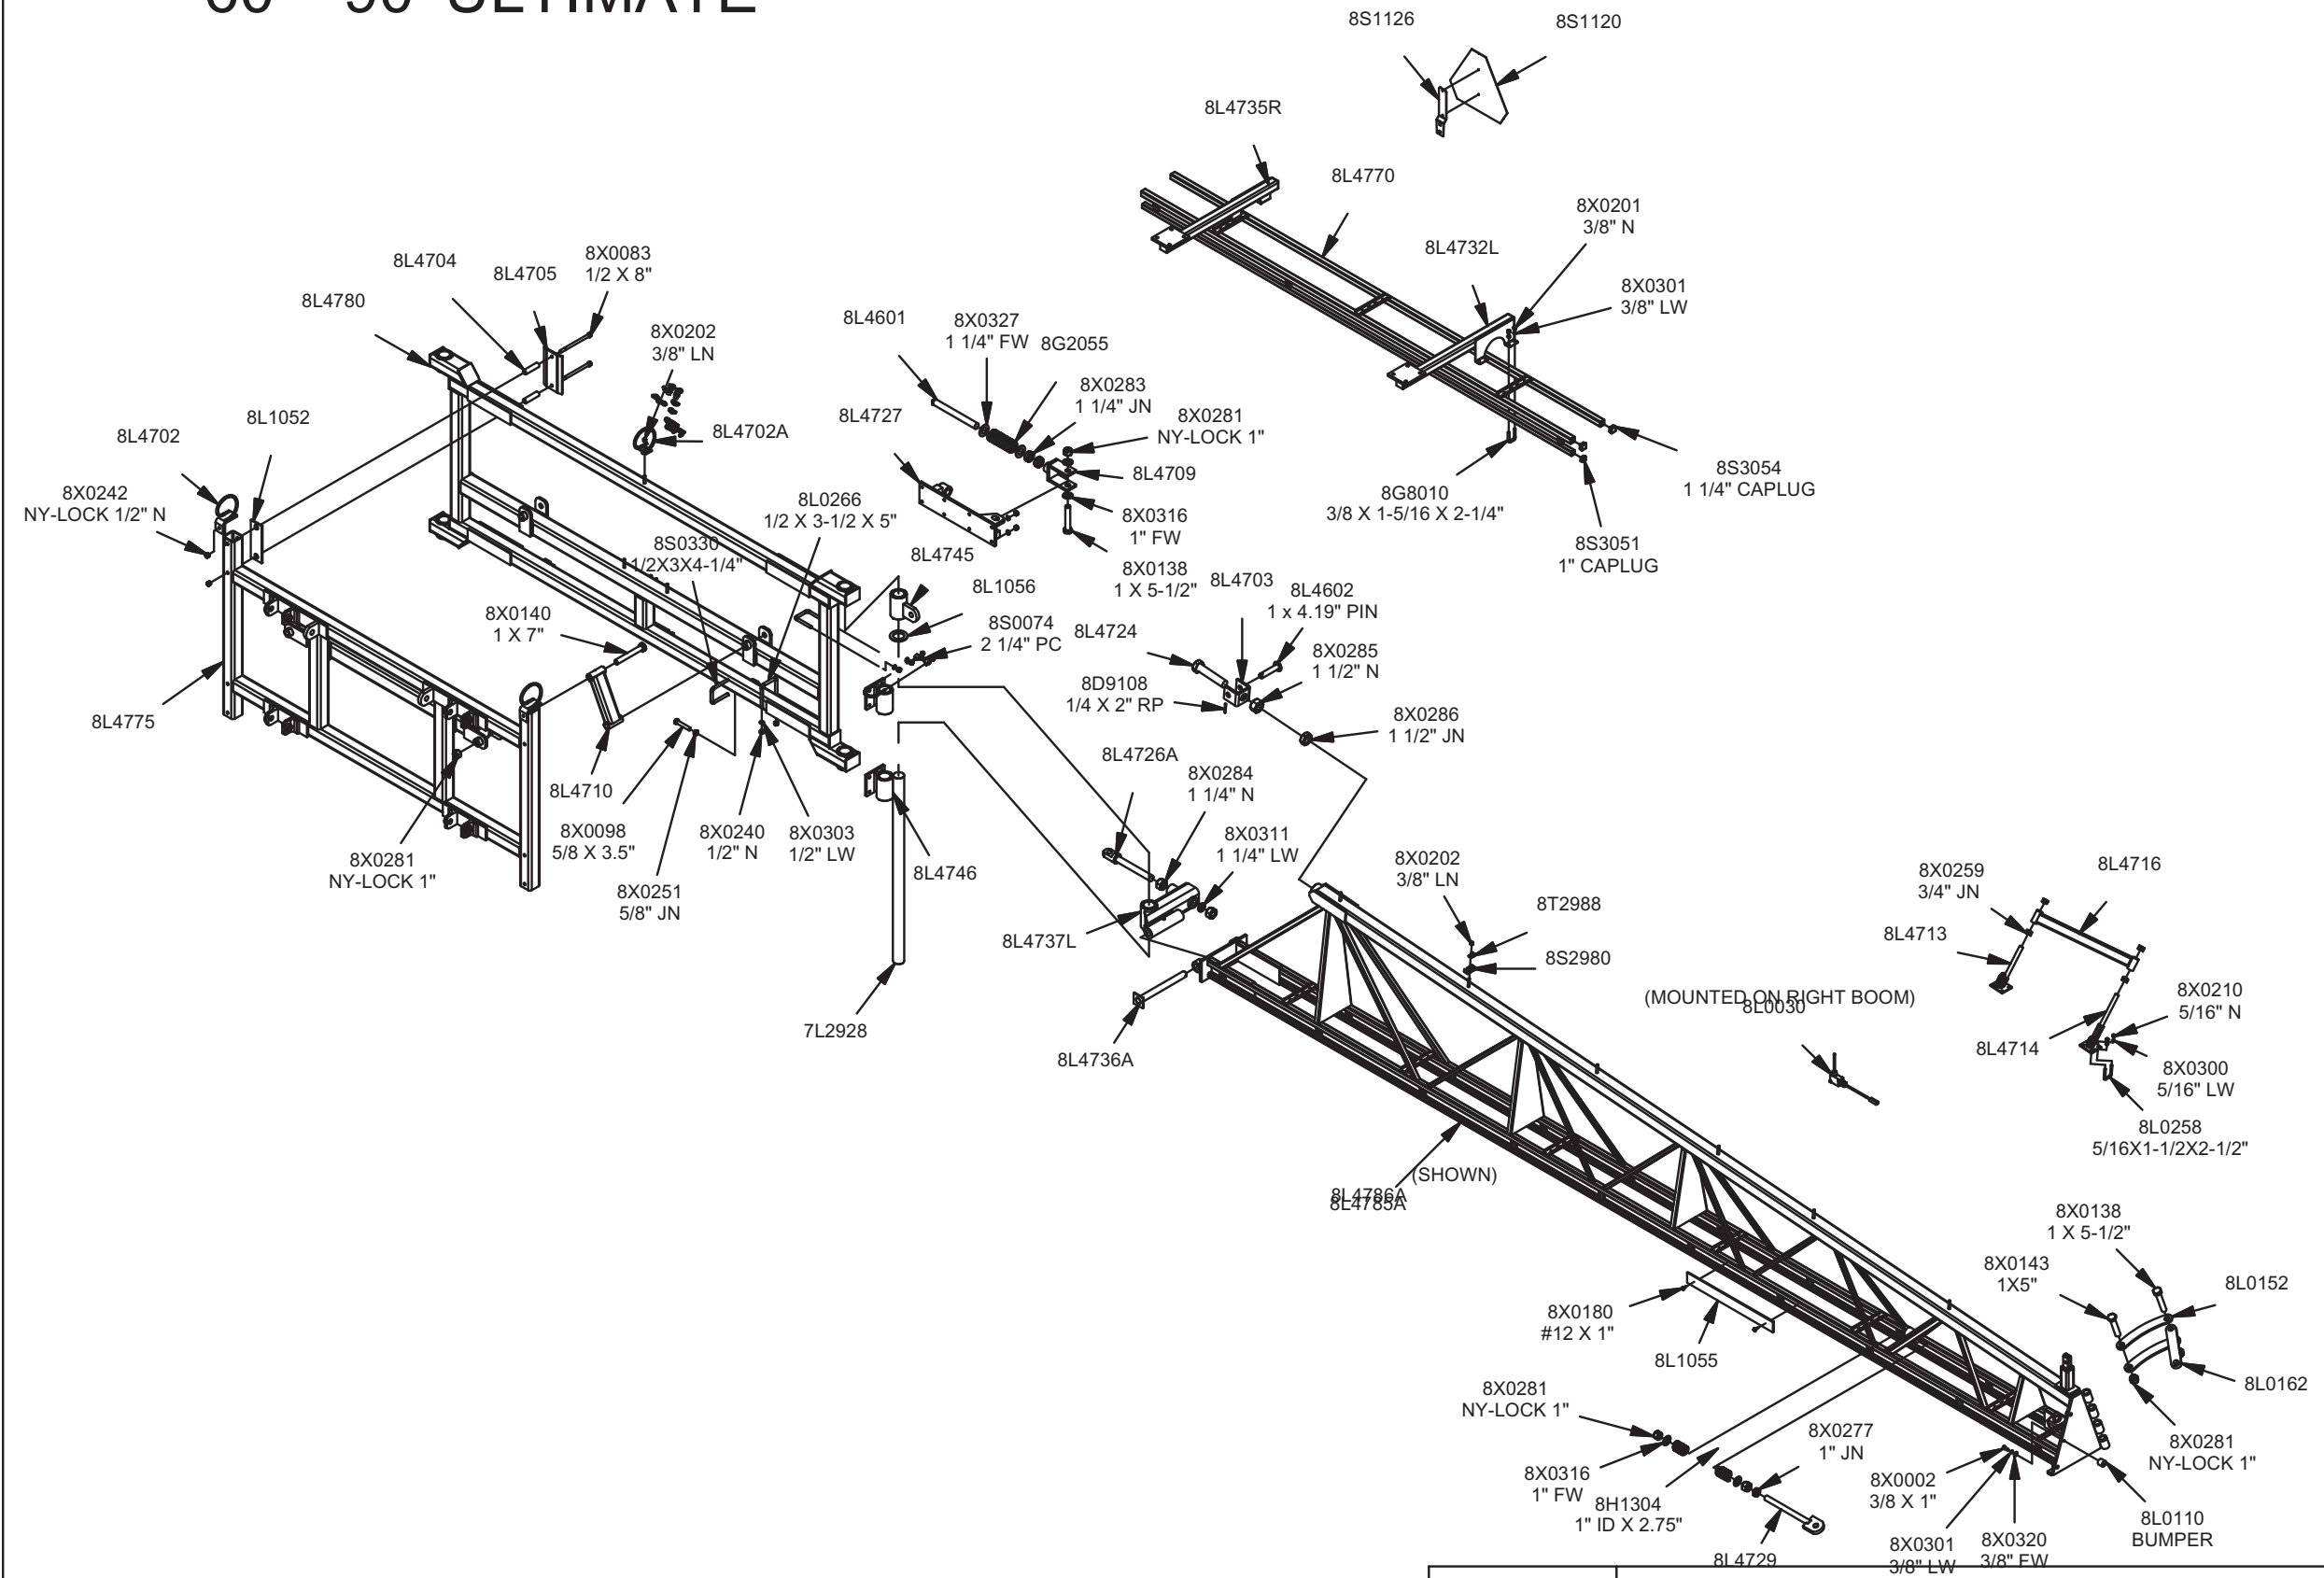 8S1126
8S1120
8L4735R
8L4770
8X0201
3/8" N
8L4732L
8X0301
3/8" LW
8L4704
8L4705
8X0083
1/2 X 8"
8L4780
8X0202
3/8" LN
8L4601
8X0327
1 1/4" FW
8G2055
8X0283
1 1/4" JN
8L4727
8X0281
NY-LOCK 1"
8L4702
8L1052
8L4702A
8L4709
8X0242
NY-LOCK 1/2" N
8L0266
1/2 X 3-1/2 X 5"
8X0316
1" FW
8G8010
3/8 X 1-5/16 X 2-1/4"
8S3054
1 1/4" CAPLUG
8S3051
1" CAPLUG
8S0330
1/2X3X4-1/4"
8L4745
8X0138
1 X 5-1/2"
8L4703
8L4602
1 x 4.19" PIN
8X0140
1 X 7"
8L1056
8S0074
2 1/4" PC
8L4724
8X0285
1 1/2" N
8D9108
1/4 X 2" RP
8X0286
1 1/2" JN
8L4775
8L4710
8X0098
5/8 X 3.5"
8X0240
1/2" N
8X0303
1/2" LW
8L4746
8L4726A
8X0284
1 1/4" N
8X0281
NY-LOCK 1"
8X0251
5/8" JN
8X0311
1 1/4" LW
8X0202
3/8" LN
8T2988
8S2980
8L4737L
7L2928
8L4736A
8X0259
3/4" JN
8L4716
8L4713
(MOUNTED ON RIGHT BOOM)
8L0030
8X0210
5/16" N
8L4714
8X0300
5/16" LW
8L0258
5/16X1-1/2X2-1/2"
(SHOWN)
8L4786A
8L4785A
8X0138
1 X 5-1/2"
8X0143
1X5"
8L0152
8X0180
#12 X 1"
8L1055
8L0162
8X0281
NY-LOCK 1"
8X0277
1" JN
8X0281
NY-LOCK 1"
8X0316
1" FW
8H1304
1" ID X 2.75"
8X0002
3/8 X 1"
8L0110
BUMPER
8L4729
8X0301
3/8" LW
8X0320
3/8" FW